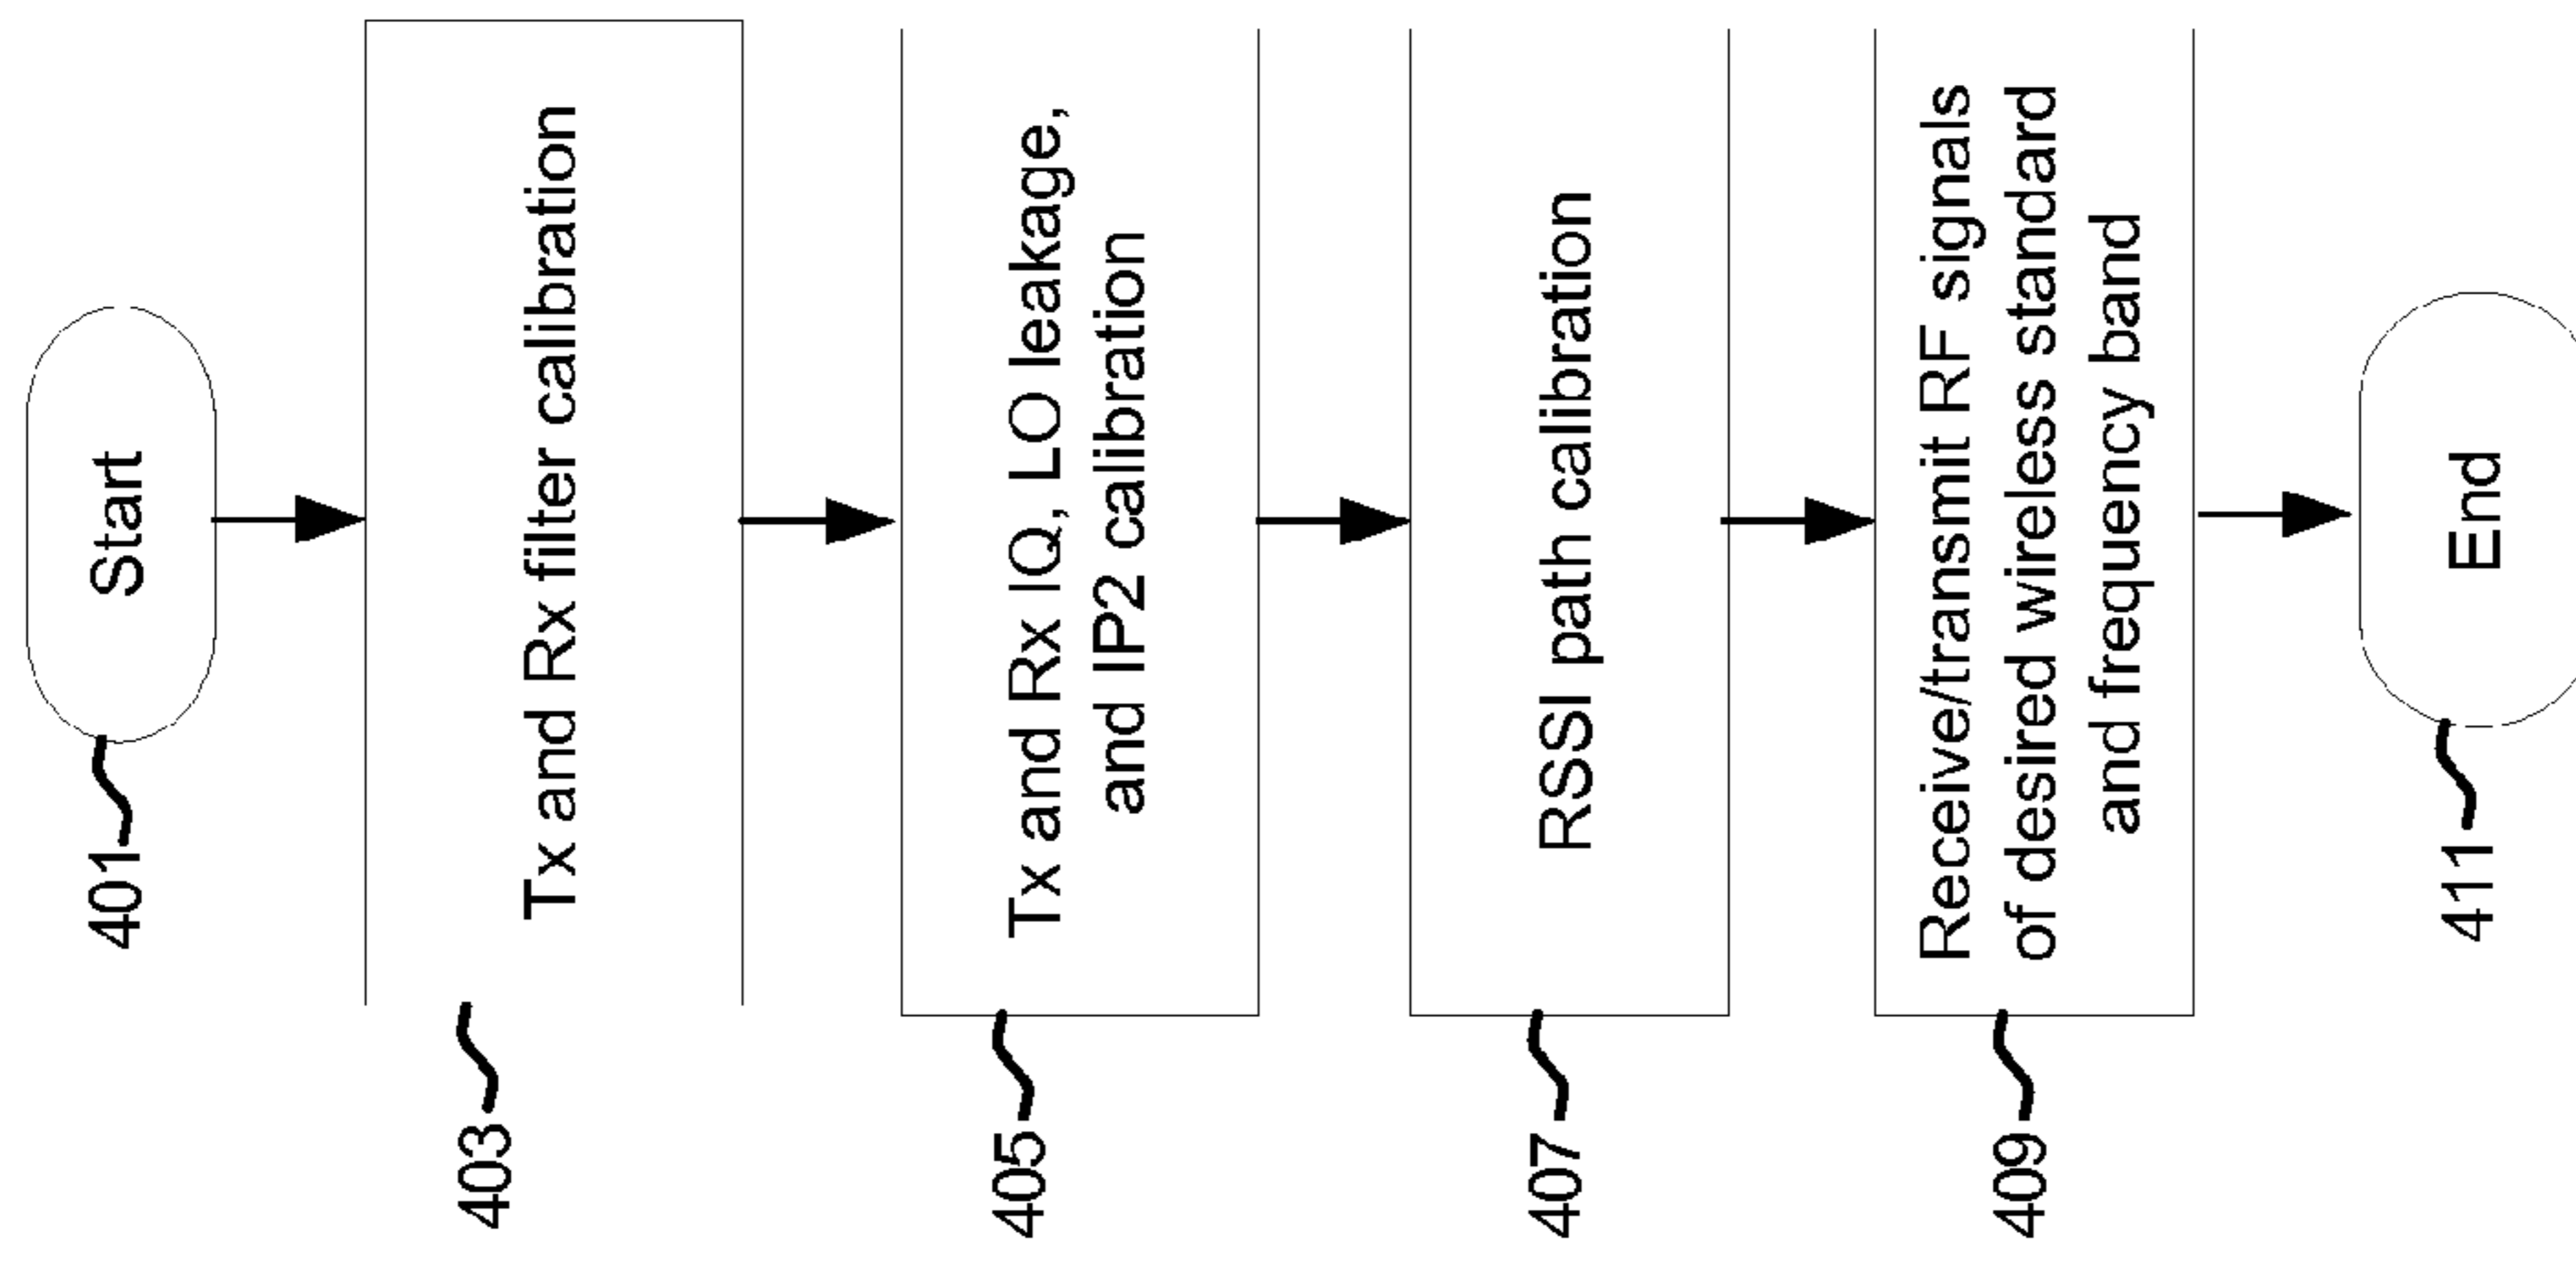 Start
401
Tx and Rx filter calibration
403
Tx and Rx IQ, LO leakage,
and IP2 calibration
405
RSSI path calibration
407
Receive/transmit RF signals
of desired wireless standard
and frequency band
409
End
411